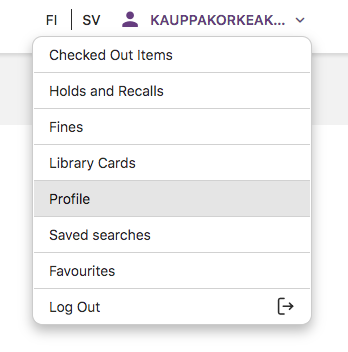 FI SV KAUPPAKORKEAK...
Checked Out Items
Holds and Recalls
Fines
Library Cards
Profile
Saved searches
Favourites
Log Out